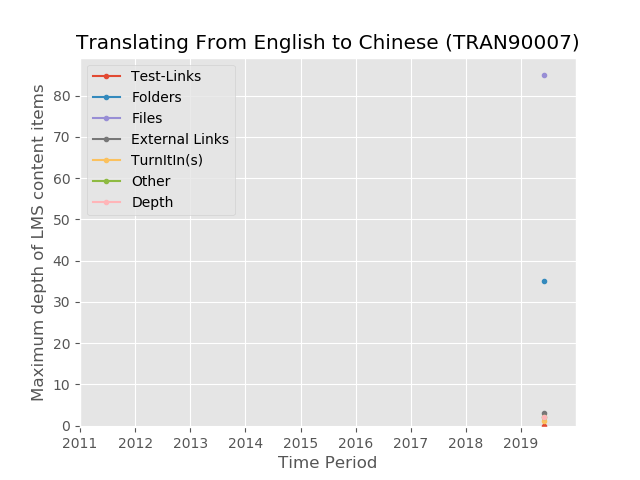 Translating From English to Chinese (TRAN90007)
Test-Links
Folders
Files
External Links
TurnItIn(s)
Other
Depth
Maximum depth of LMS content items
80
70
60
50
40
30
20
10
0
2011 2012 2013 2014 2015 2016 2017 2018 2019
Time Period